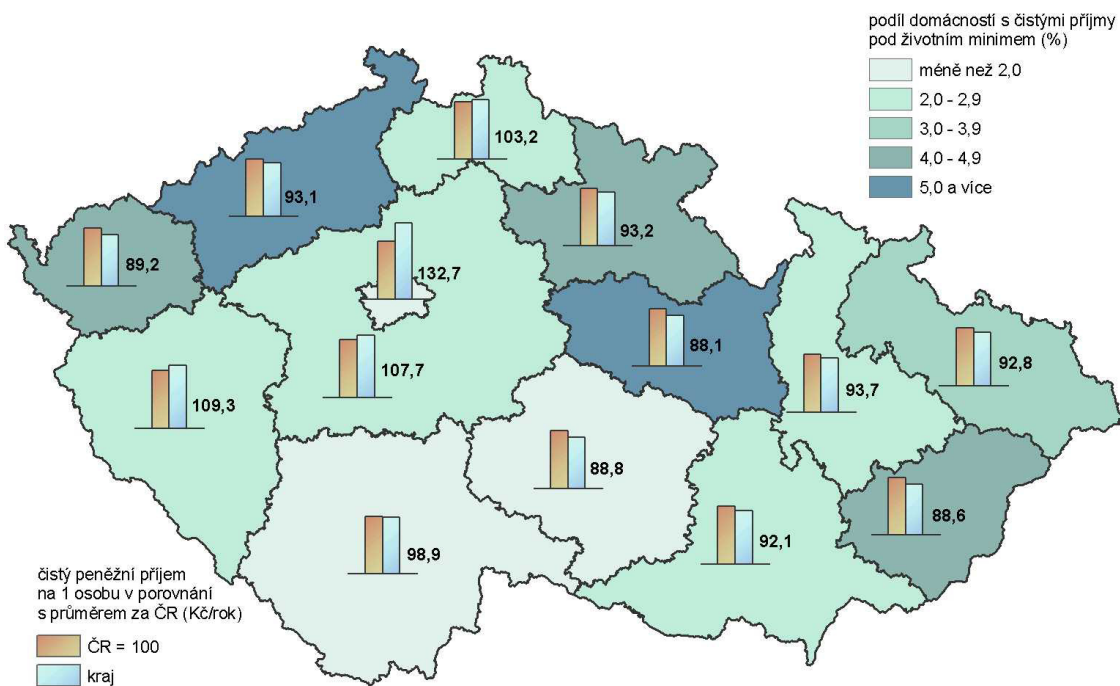 podíl domácností s čistými příjmy
pod životním minimem (%)
méně než 2,0
2,0 - 2,9
3,0 - 3,9
4,0 - 4,9
5,0 a více
103,2
93,1
93,2
89,2
132,7
88,1
92,8
107,7
93,7
109,3
88,8
88,6
92,1
98,9
čistý peněžní příjem
na 1 osobu v porovnání
s průměrem za ČR (Kč/rok)
ČR = 100
kraj